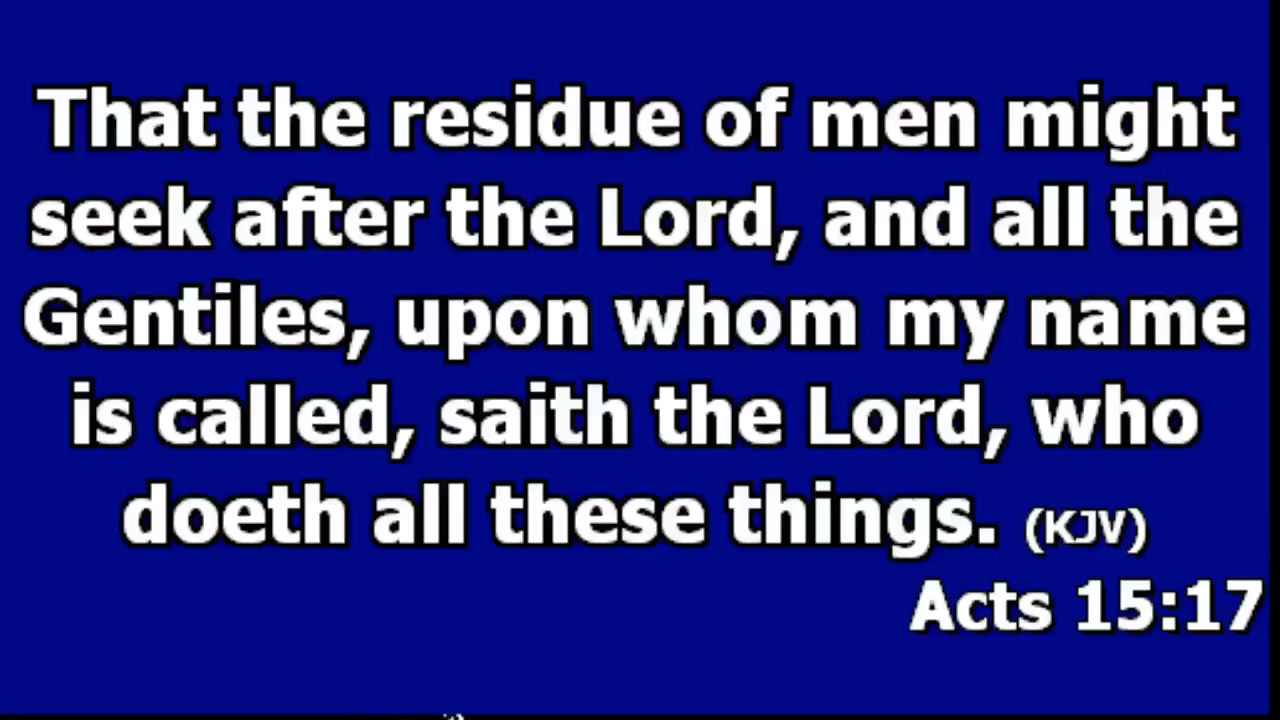 That the residue of men might
seek after the Lord, and all the
Gentiles, upon whom my name
is called, saith the Lord, who
doeth all these things. (KJV)
Acts 15:17